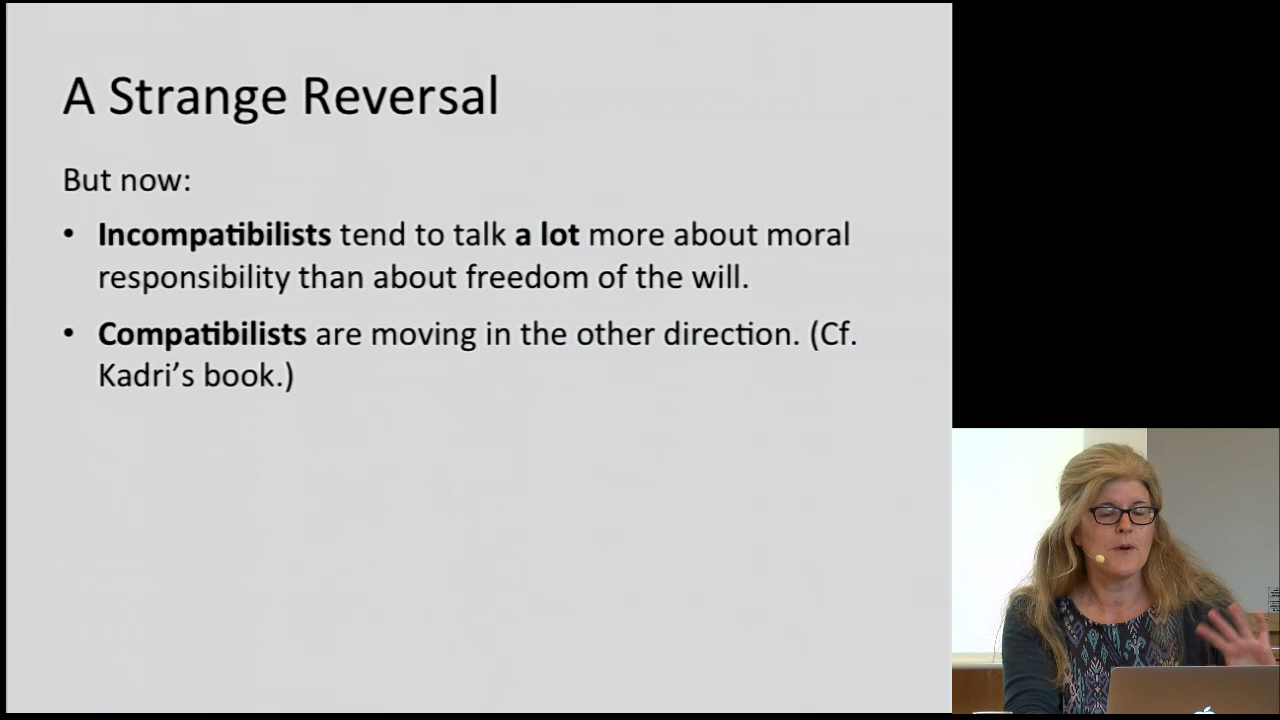 A Strange Reversal
But now:
• Incompatibilists tend to talk a lot more about moral
responsibility than about freedom of the will.
• Compatibilists are moving in the other direction. (Cf.
Kadri’s book.)